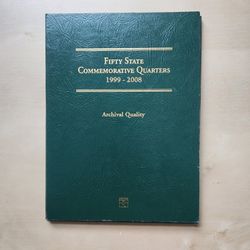 Fifty State
Commemorative Quarters
1999 - 2008
Archival Quality